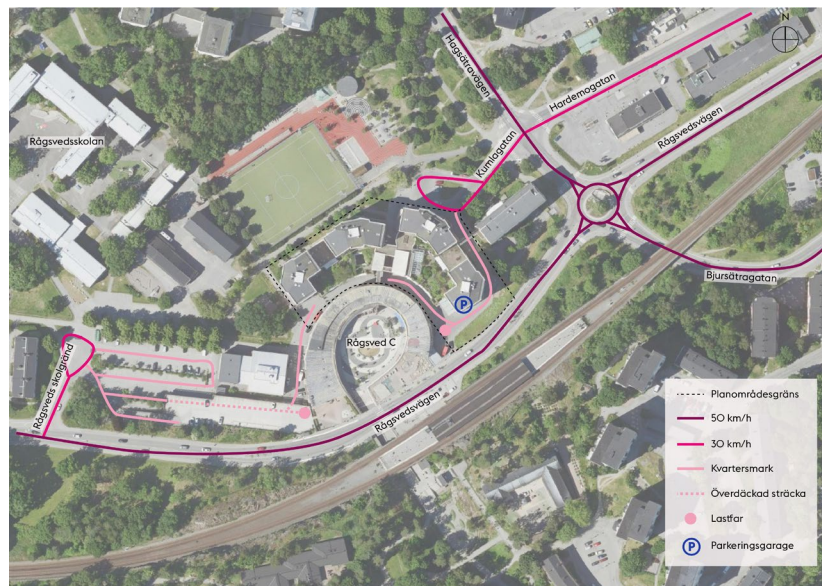 N
Hagsätravägen
Hardemogatan
Rågsvedsvägen
Rågsvedsskolan
Kumlagatan
Bjursätragatan
P
Rågsved C
Rågsveds skolgränd
Rågsvedsvägen
Planområdesgräns
50 km/h
30 km/h
Kvartersmark
Överdäckad sträcka
Lastfar
P Parkeringsgarage